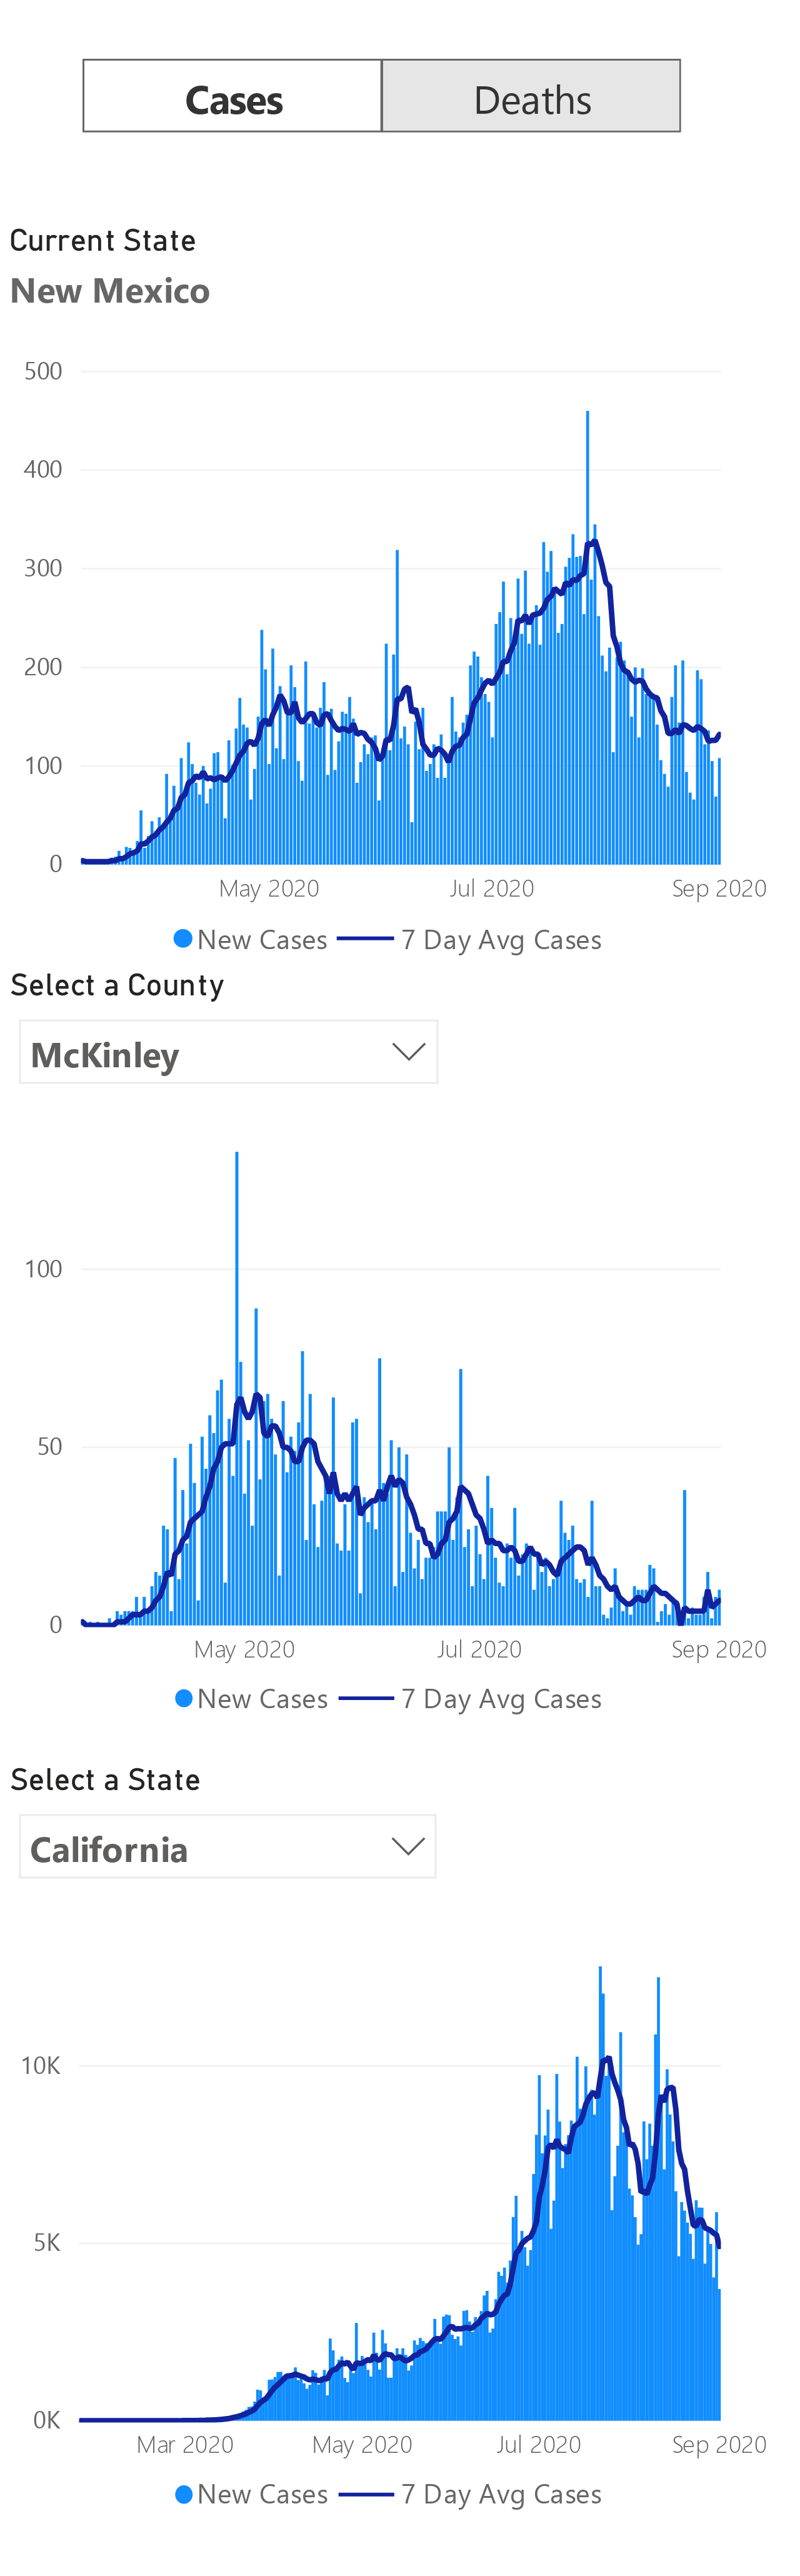 Cases Deaths
Current State
New Mexico
500
400
300
200
100
0
May 2020 Jul 2020 Sep 2020
New Cases 7 Day Avg Cases
Select a County
McKinley
100
50
0
May 2020 Jul 2020 Sep 2020
New Cases 7 Day Avg Cases
Select a State
California
10K
5K
0K
Mar 2020 May 2020 Jul 2020 Sep 2020
New Cases 7 Day Avg Cases